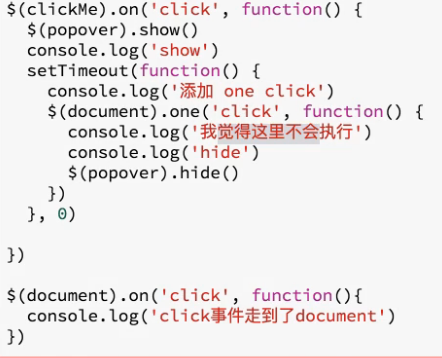 $(clickMe).on('click', function() {
  $(popover).show()
  console.log('show')
  setTimeout(function() {
    console.log('添加 one click')
    $(document).one('click', function() {
      console.log('我觉得这里不会执行')
      console.log('hide')
      $(popover).hide()
    })
  }, 0)
})
$(document).on('click', function(){
  console.log('click事件走到了document')
})